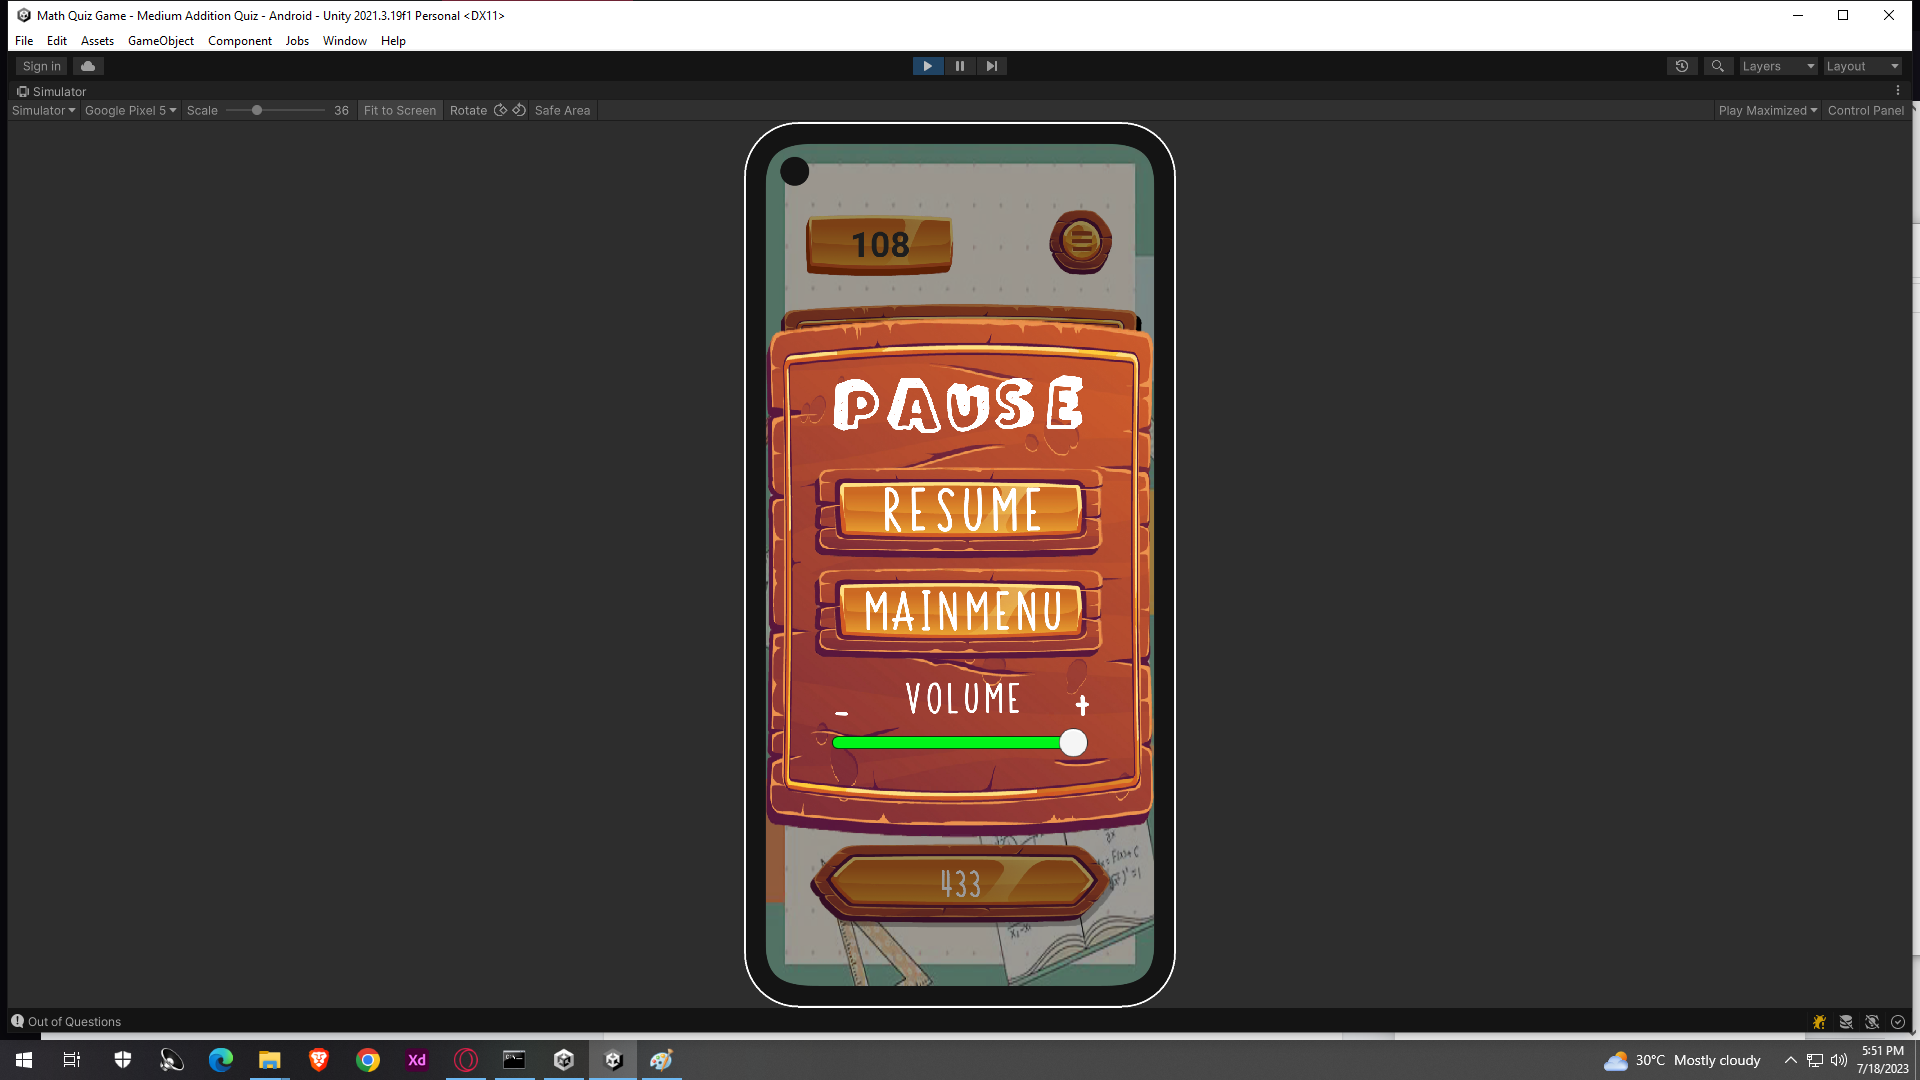 Math Quiz Game - Medium Addition Quiz - Android - Unity 2021.3.19f1 Personal <DX11>
File Edit Assets GameObject Component Jobs Window Help
Sign in Layers Layout
Simulator
Simulator Google Pixel 5 Scale 36 Fit to Screen Rotate Safe Area Play Maximized Control Panel
108
PAUSE
RESUME
MAINMENU
VOLUME
- +
433
Out of Questions
Xd
30°C Mostly cloudy
5:51 PM
7/18/2023